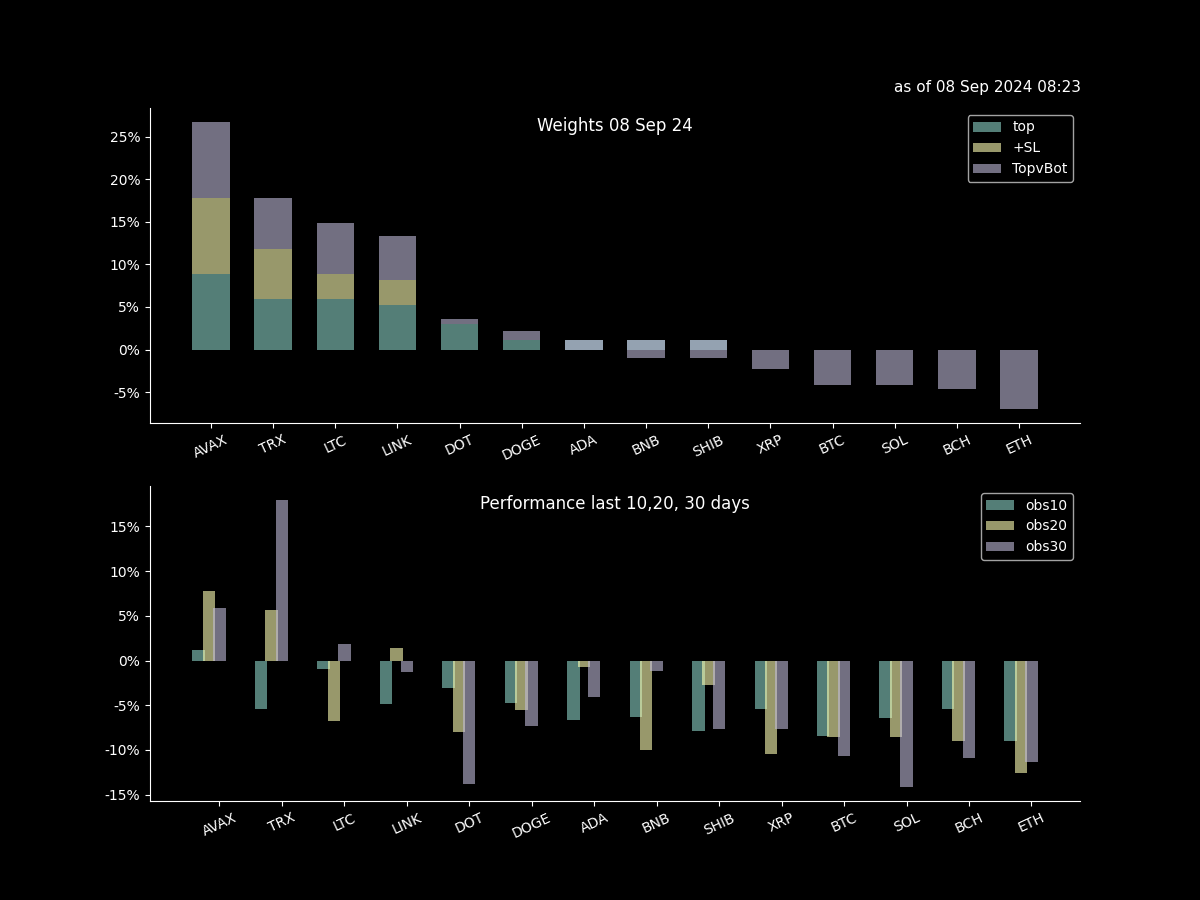 as of 08 Sep 2024 08:23
Weights 08 Sep 24
top
+SL
TopvBot
25%
20%
15%
10%
5%
0%
-5%
AVAX TRX LTC LINK DOT DOGE ADA BNB SHIB XRP BTC SOL BCH ETH
Performance last 10,20, 30 days
obs10
obs20
obs30
15%
10%
5%
0%
-5%
-10%
-15%
AVAX TRX LTC LINK DOT DOGE ADA BNB SHIB XRP BTC SOL BCH ETH